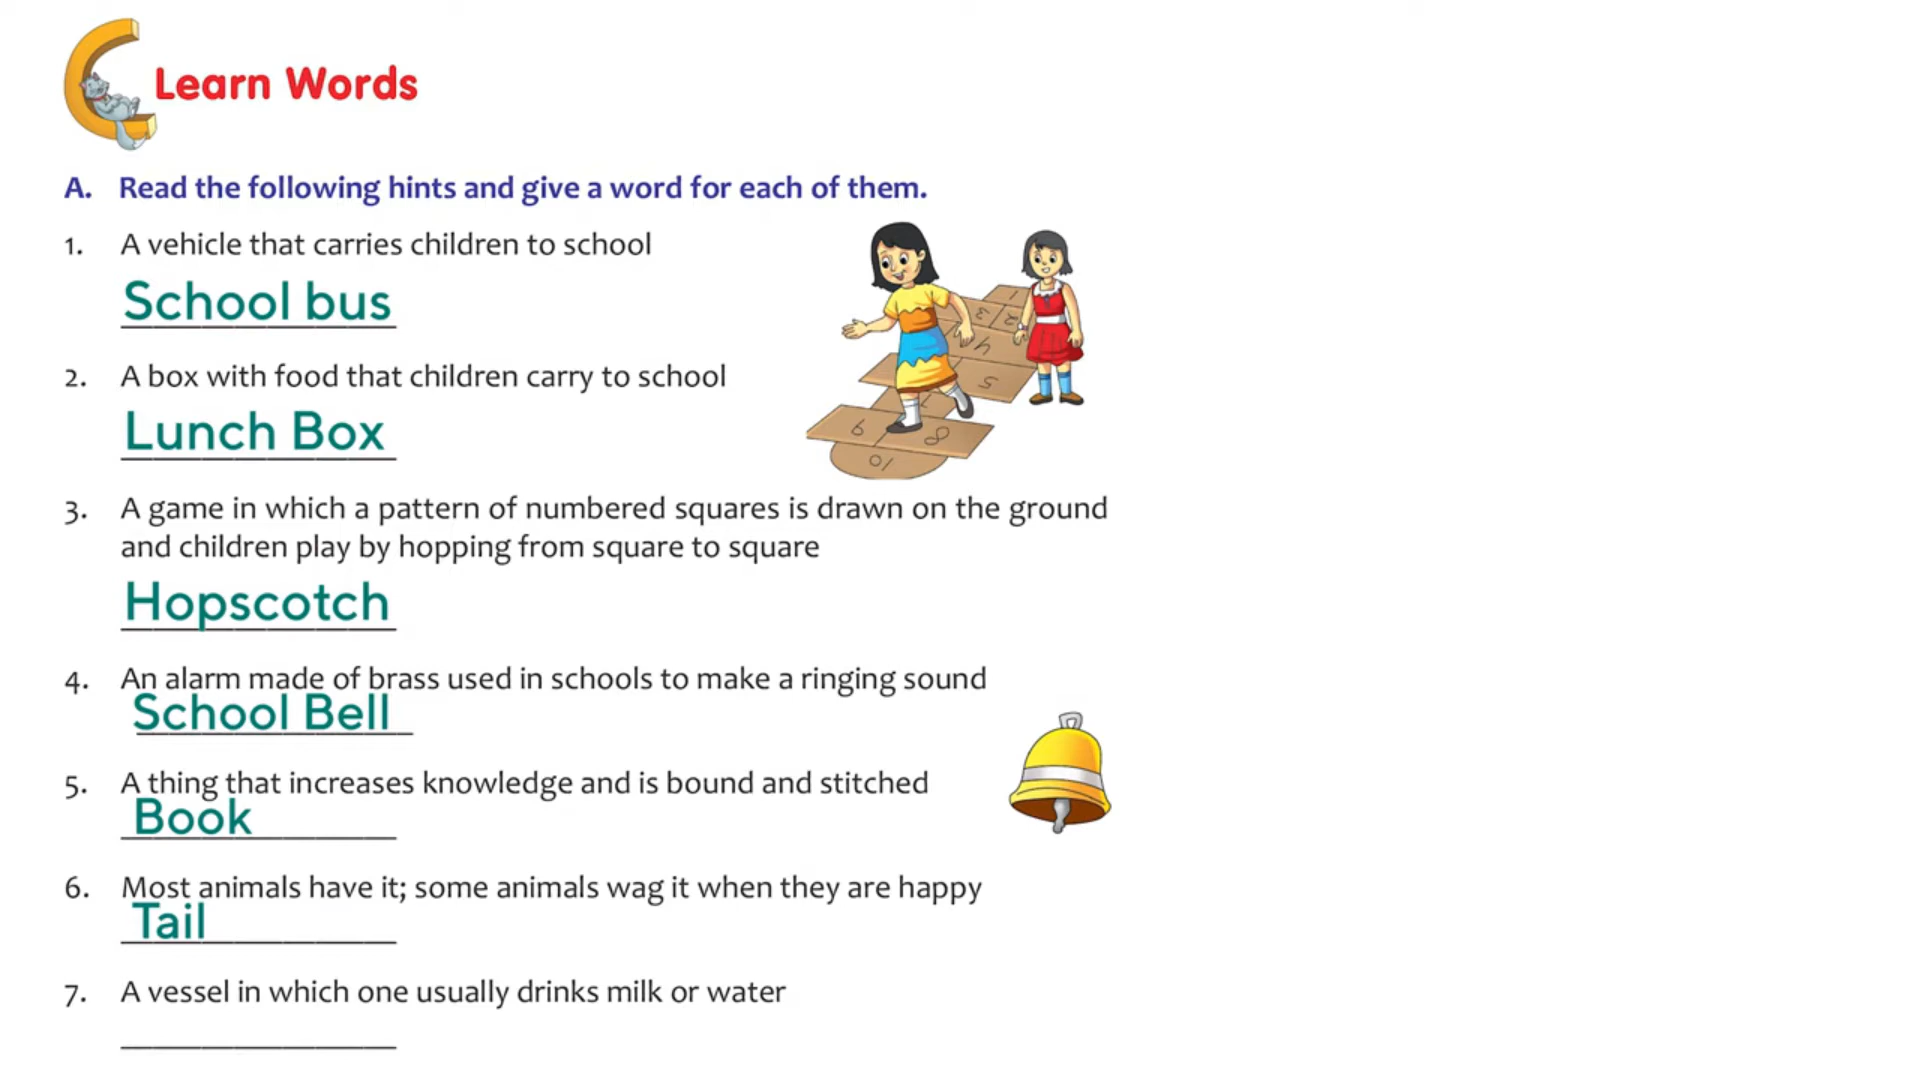 Learn Words
A. Read the following hints and give a word for each of them.
1. A vehicle that carries children to school
School bus
2. A box with food that children carry to school
Lunch Box
3. A game in which a pattern of numbered squares is drawn on the ground
and children play by hopping from square to square
Hopscotch
4. An alarm made of brass used in schools to make a ringing sound
School Bell
5. A thing that increases knowledge and is bound and stitched
Book
6. Most animals have it; some animals wag it when they are happy
Tail
7. A vessel in which one usually drinks milk or water